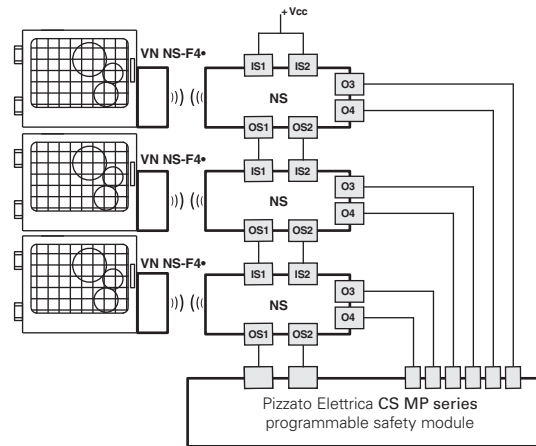 + Vcc
VN NS-F4•
IS1 IS2
NS
O3
O4
OS1 OS2
VN NS-F4•
IS1 IS2
NS
O3
O4
OS1 OS2
VN NS-F4•
IS1 IS2
NS
O3
O4
OS1 OS2
Pizzato Elettrica CS MP series
programmable safety module